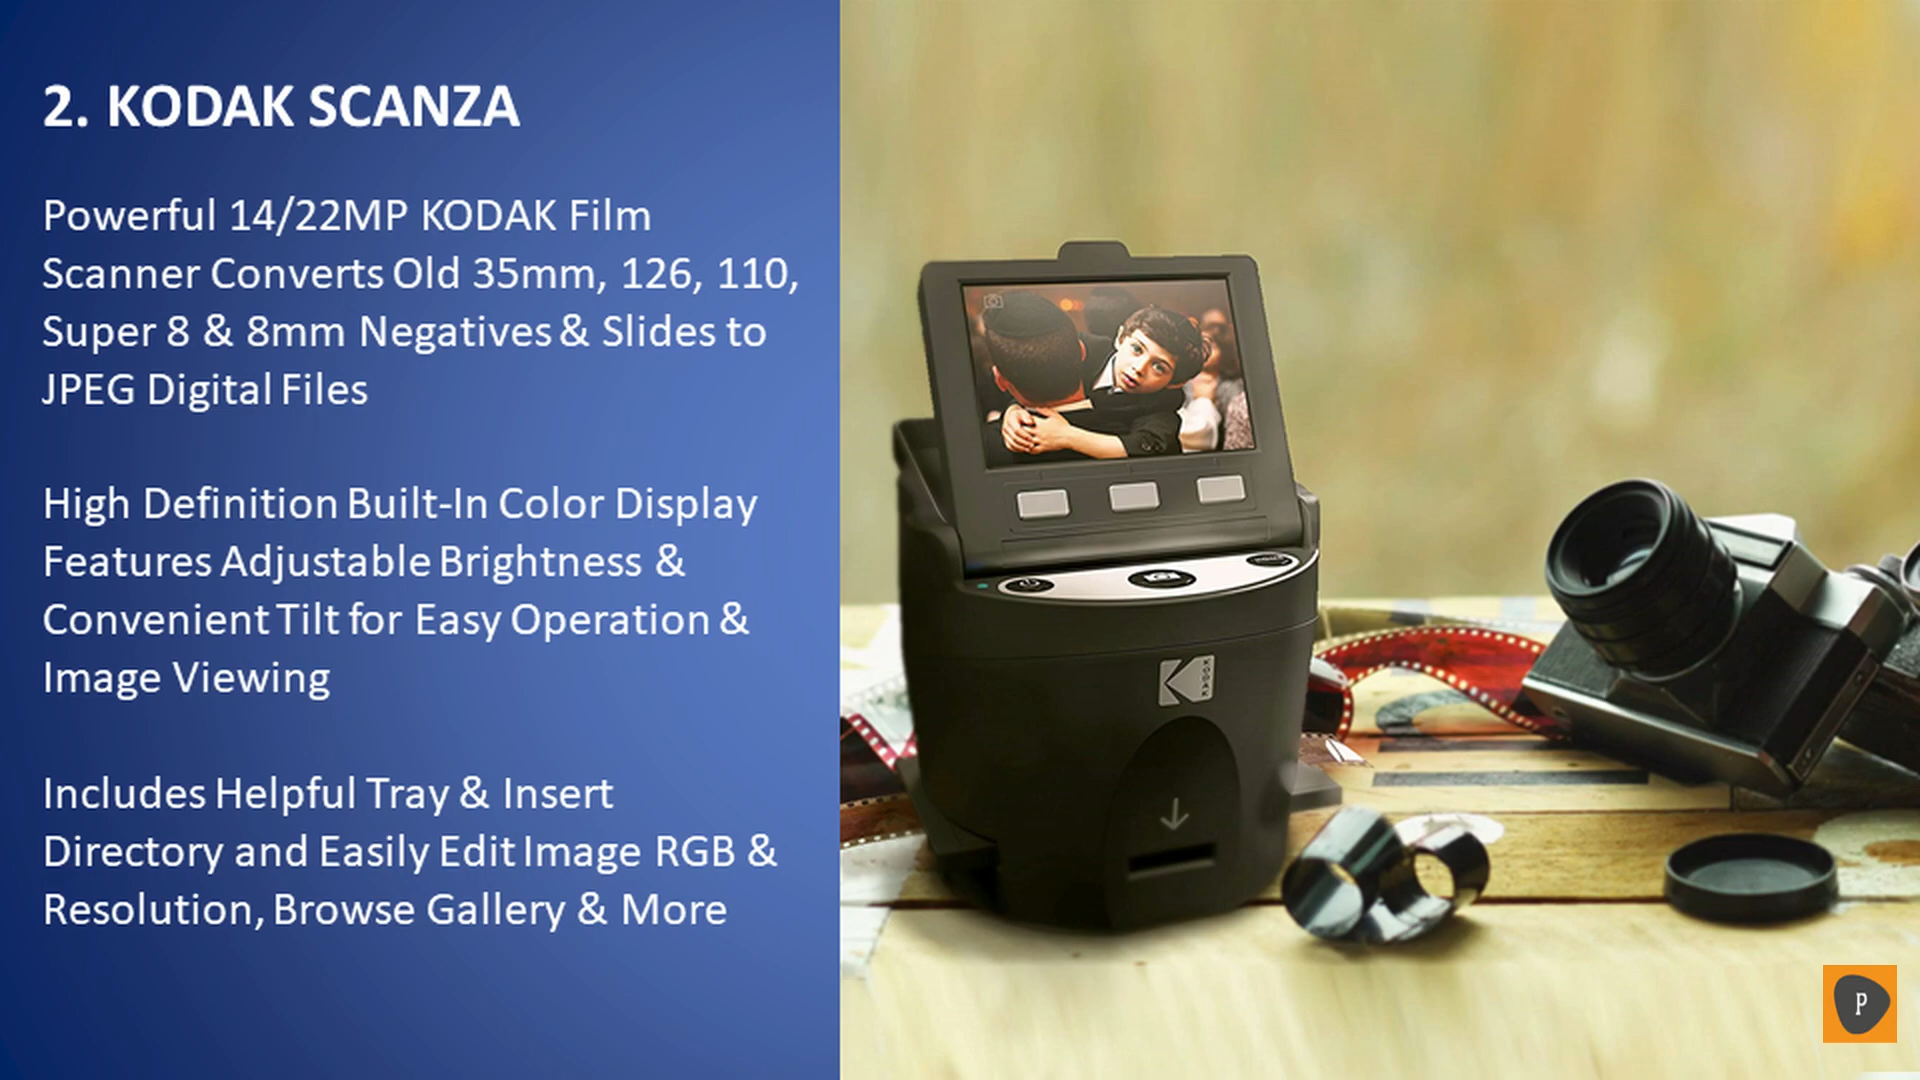 2. KODAK SCANZA
Powerful 14/22MP KODAK Film
Scanner Converts Old 35mm, 126, 110,
Super 8 & 8mm Negatives & Slides to
JPEG Digital Files
High Definition Built-In Color Display
Features Adjustable Brightness &
Convenient Tilt for Easy Operation &
Image Viewing
Includes Helpful Tray & Insert
Directory and Easily Edit Image RGB &
Resolution, Browse Gallery & More
KODAK
P